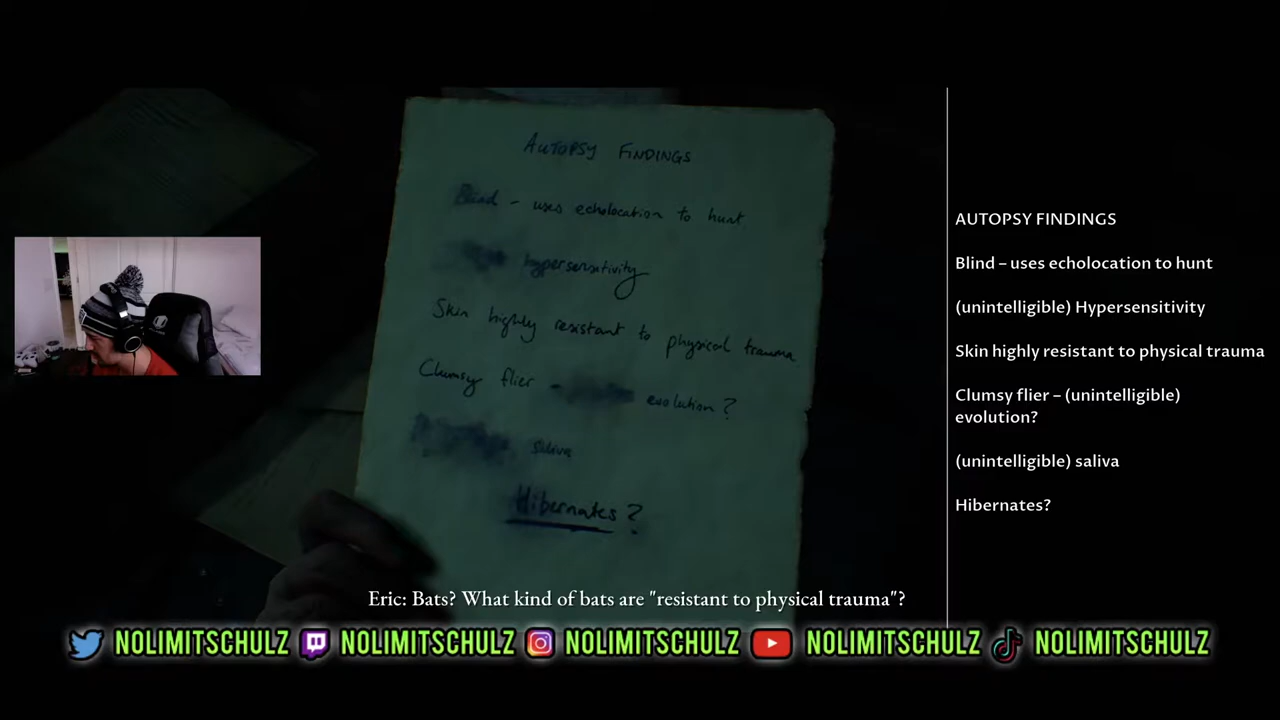 AUTOPSY FINDINGS
Blind - uses echolocation to hunt.
hypersensitivity
Skin highly resistant to physical trauma
Clumsy flier - evolution?
saliva
Hibernates?
AUTOPSY FINDINGS
Blind – uses echolocation to hunt
(unintelligible) Hypersensitivity
Skin highly resistant to physical trauma
Clumsy flier – (unintelligible)
evolution?
(unintelligible) saliva
Hibernates?
Eric: Bats? What kind of bats are "resistant to physical trauma"?
NOLIMITSCHULZ NOLIMITSCHULZ NOLIMITSCHULZ NOLIMITSCHULZ NOLIMITSCHULZ